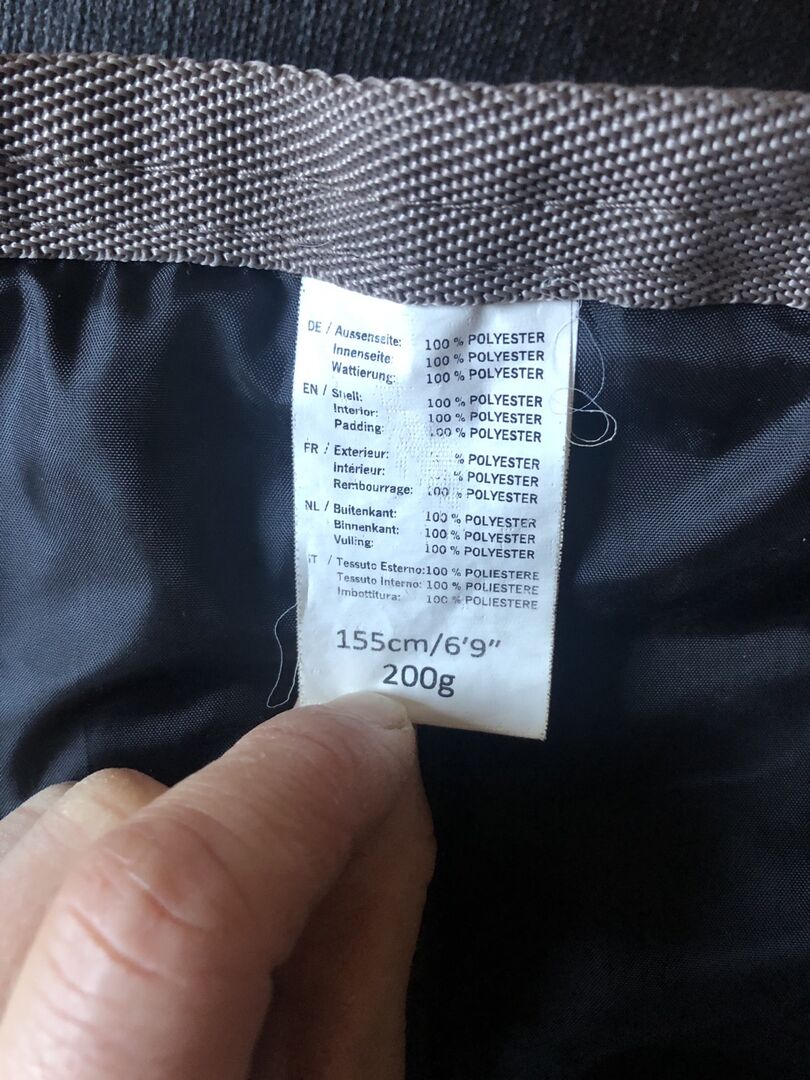 DE / Aussenseite: 100 % POLYESTER
Innenseite: 100 % POLYESTER
Wattierung: 100 % POLYESTER
EN / Shell: 100 % POLYESTER
Interior: 100 % POLYESTER
Padding: 100 % POLYESTER
FR / Exterieur: % POLYESTER
Intérieur: % POLYESTER
Rembourrage: 100 % POLYESTER
NL / Buitenkant: 100 % POLYESTER
Binnenkant: 100 % POLYESTER
Vulling: 100 % POLYESTER
IT / Tessuto Esterno: 100 % POLIESTERE
Tessuto Interno: 100 % POLIESTERE
Imbottitura: 100 % POLIESTERE
155cm/6'9"
200g